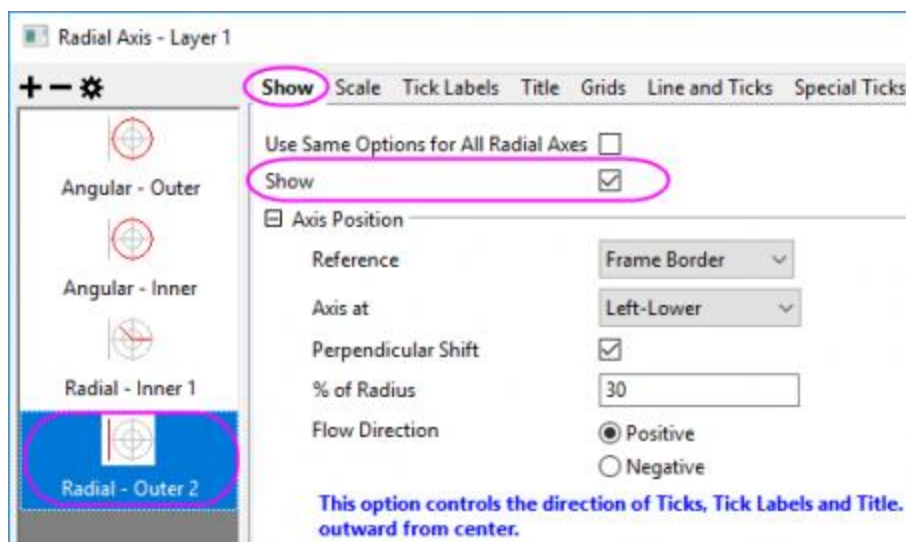 Radial Axis - Layer 1
Show Scale Tick Labels Title Grids Line and Ticks Special Ticks
Angular - Outer
Angular - Inner
Radial - Inner 1
Radial - Outer 2
Use Same Options for All Radial Axes
Show
Axis Position
Reference Frame Border
Axis at Left-Lower
Perpendicular Shift
% of Radius 30
Flow Direction Positive
Negative
This option controls the direction of Ticks, Tick Labels and Title.
outward from center.